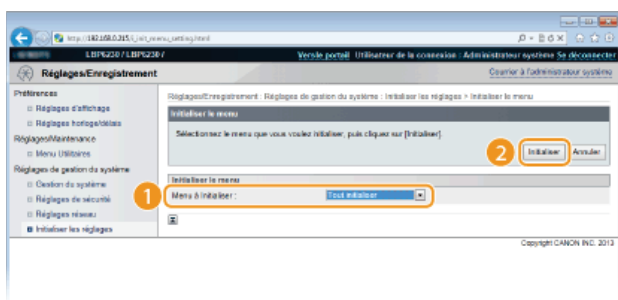 http://192.168.0.215/i_init_menu_setting.html
LBP6230 / LBP6230 /
Vers le portail Utilisateur de la connexion : Administrateur système Se déconnecter
Réglages/Enregistrement
Courrier à l'administrateur système
Préférences
Réglages d'affichage
Réglages horloge/délais
Réglages/Maintenance
Menu Utilitaires
Réglages de gestion du système
Gestion du système
Réglages de sécurité
Réglages réseau
Initialiser les réglages
Réglages/Enregistrement : Réglages de gestion du système : Initialiser les réglages > Initialiser le menu
Initialiser le menu
Sélectionnez le menu que vous voulez initialiser, puis cliquez sur [Initialiser].
2
Initialiser
Annuler
Initialiser le menu
1
Menu à initialiser :
Tout initialiser
Copyright CANON INC. 2013